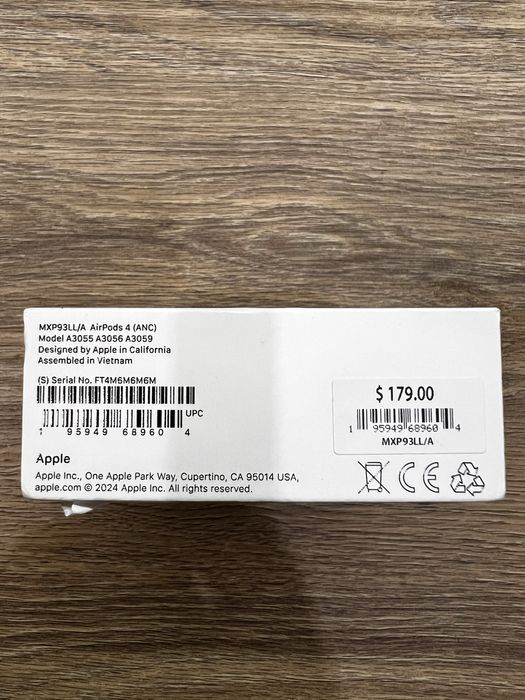 MXP93LL/A AirPods 4 (ANC)
Model A3055 A3056 A3059
Designed by Apple in California
Assembled in Vietnam
(S) Serial No. FT4M6M6M6M
UPC
1 95949 68960 4
Apple
Apple Inc., One Apple Park Way, Cupertino, CA 95014 USA,
apple.com © 2024 Apple Inc. All rights reserved.
$ 179.00
1 95949 68960 4
MXP93LL/A
CE